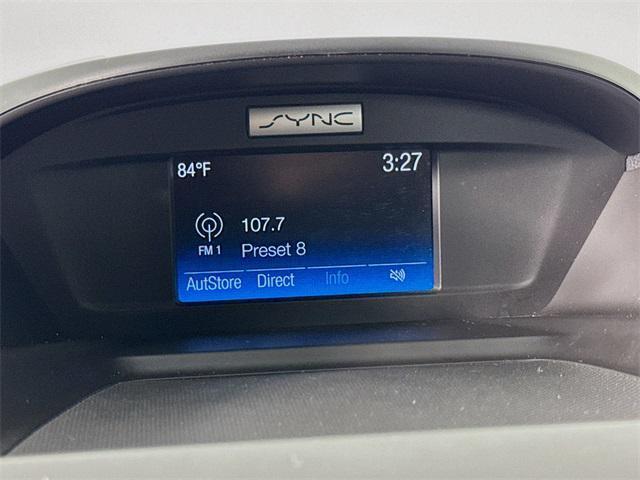 SYNC
84°F 3:27
107.7
FM 1 Preset 8
AutStore Direct Info